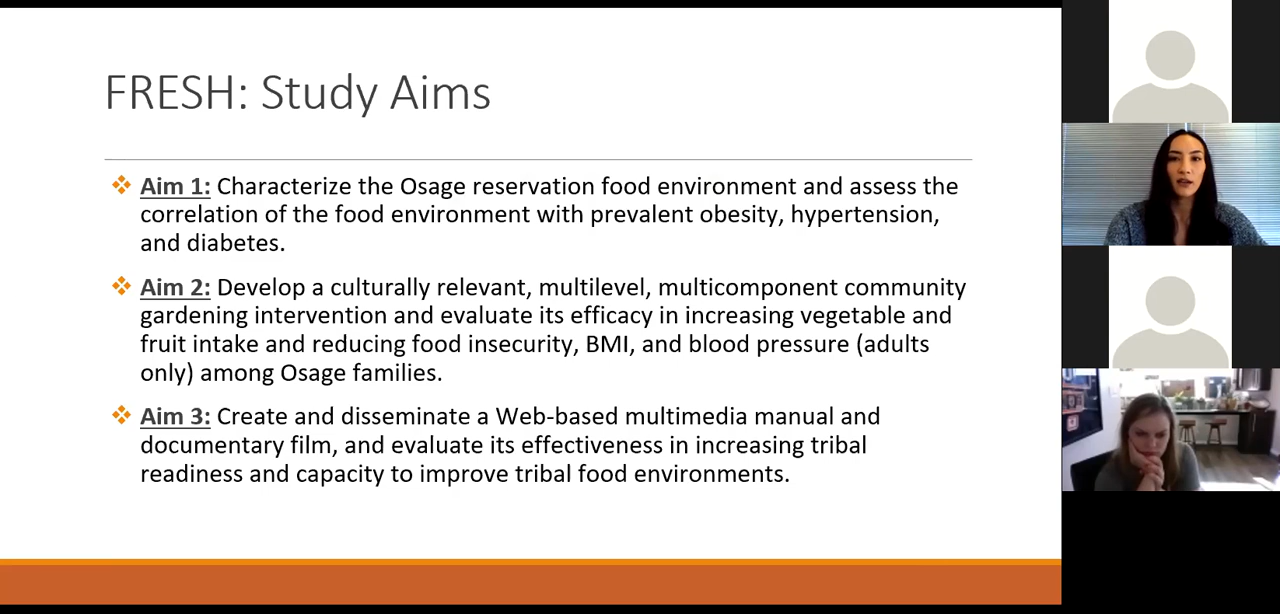 FRESH: Study Aims
Aim 1: Characterize the Osage reservation food environment and assess the
correlation of the food environment with prevalent obesity, hypertension,
and diabetes.
Aim 2: Develop a culturally relevant, multilevel, multicomponent community
gardening intervention and evaluate its efficacy in increasing vegetable and
fruit intake and reducing food insecurity, BMI, and blood pressure (adults
only) among Osage families.
Aim 3: Create and disseminate a Web-based multimedia manual and
documentary film, and evaluate its effectiveness in increasing tribal
readiness and capacity to improve tribal food environments.